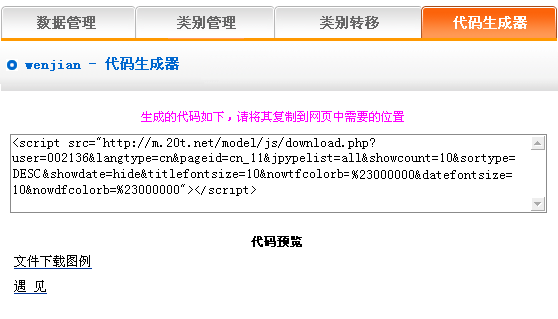 数据管理 类别管理 类别转移 代码生成器
wenjian - 代码生成器
生成的代码如下，请将其复制到网页中需要的位置
<script src="http://m.20t.net/model/js/download.php?
user=002136&langtype=cn&pageid=cn_11&jpypelist=all&showcount=10&sortype=
DESC&showdate=hide&titlefontsize=10&nowtfcolorb=%23000000&datefontsize=
10&nowdfcolorb=%23000000"></script>
代码预览
文件下载图例
遇 见